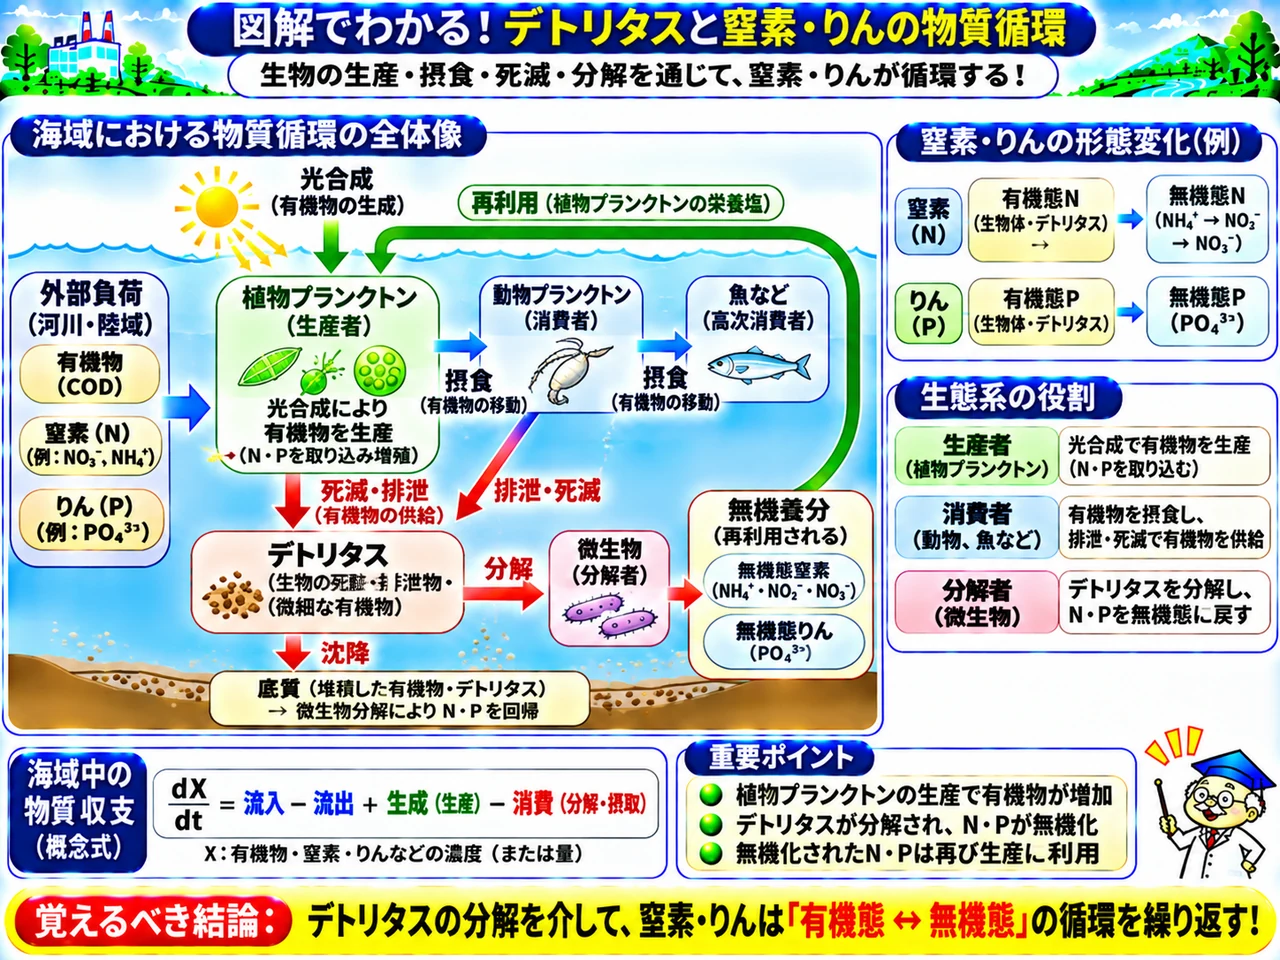 図解でわかる！デトリタスと窒素・りんの物質循環
生物の生産・摂食・死滅・分解を通じて、窒素・りんが循環する！
海域における物質循環の全体像
光合成
（有機物の生成）
再利用（植物プランクトンの栄養塩）
外部負荷
（河川・陸域）
有機物
（COD）
窒素（N）
（例：NO₃⁻, NH₄⁺）
りん（P）
（例：PO₄³⁻）
植物プランクトン
（生産者）
光合成により
有機物を生産
（N・Pを取り込み増殖）
摂食
（有機物の移動）
動物プランクトン
（消費者）
摂食
（有機物の移動）
魚など
（高次消費者）
死滅・排泄
（有機物の供給）
排泄・死滅
デトリタス
（生物の死・排泄物・
（微細な有機物）
分解
微生物
（分解者）
無機養分
（再利用される）
無機態窒素
（NH₄⁺・NO₂⁻・NO₃⁻）
無機態りん
（PO₄³⁻）
沈降
底質（堆積した有機物・デトリタス）
→ 微生物分解により N・P を回帰
窒素・りんの形態変化（例）
窒素
（N）
有機態N
（生物体・デトリタス）
→
無機態N
（NH₄⁺ → NO₂⁻
→ NO₃⁻）
りん
（P）
有機態P
（生物体・デトリタス）
無機態P
（PO₄³⁻）
生態系の役割
生産者
（植物プランクトン）
光合成で有機物を生産
（N・Pを取り込む）
消費者
（動物、魚など）
有機物を摂食し、
排泄・死滅で有機物を供給
分解者
（微生物）
デトリタスを分解し、
N・Pを無機態に戻す
海域中の
物質収支
（概念式）
dX/dt = 流入 − 流出 + 生成（生産）− 消費（分解・摂取）
X：有機物・窒素・りんなどの濃度（または量）
重要ポイント
植物プランクトンの生産で有機物が増加
デトリタスが分解され、N・Pが無機化
無機化されたN・Pは再び生産に利用
覚えるべき結論：デトリタスの分解を介して、窒素・りんは「有機態 ↔ 無機態」の循環を繰り返す！